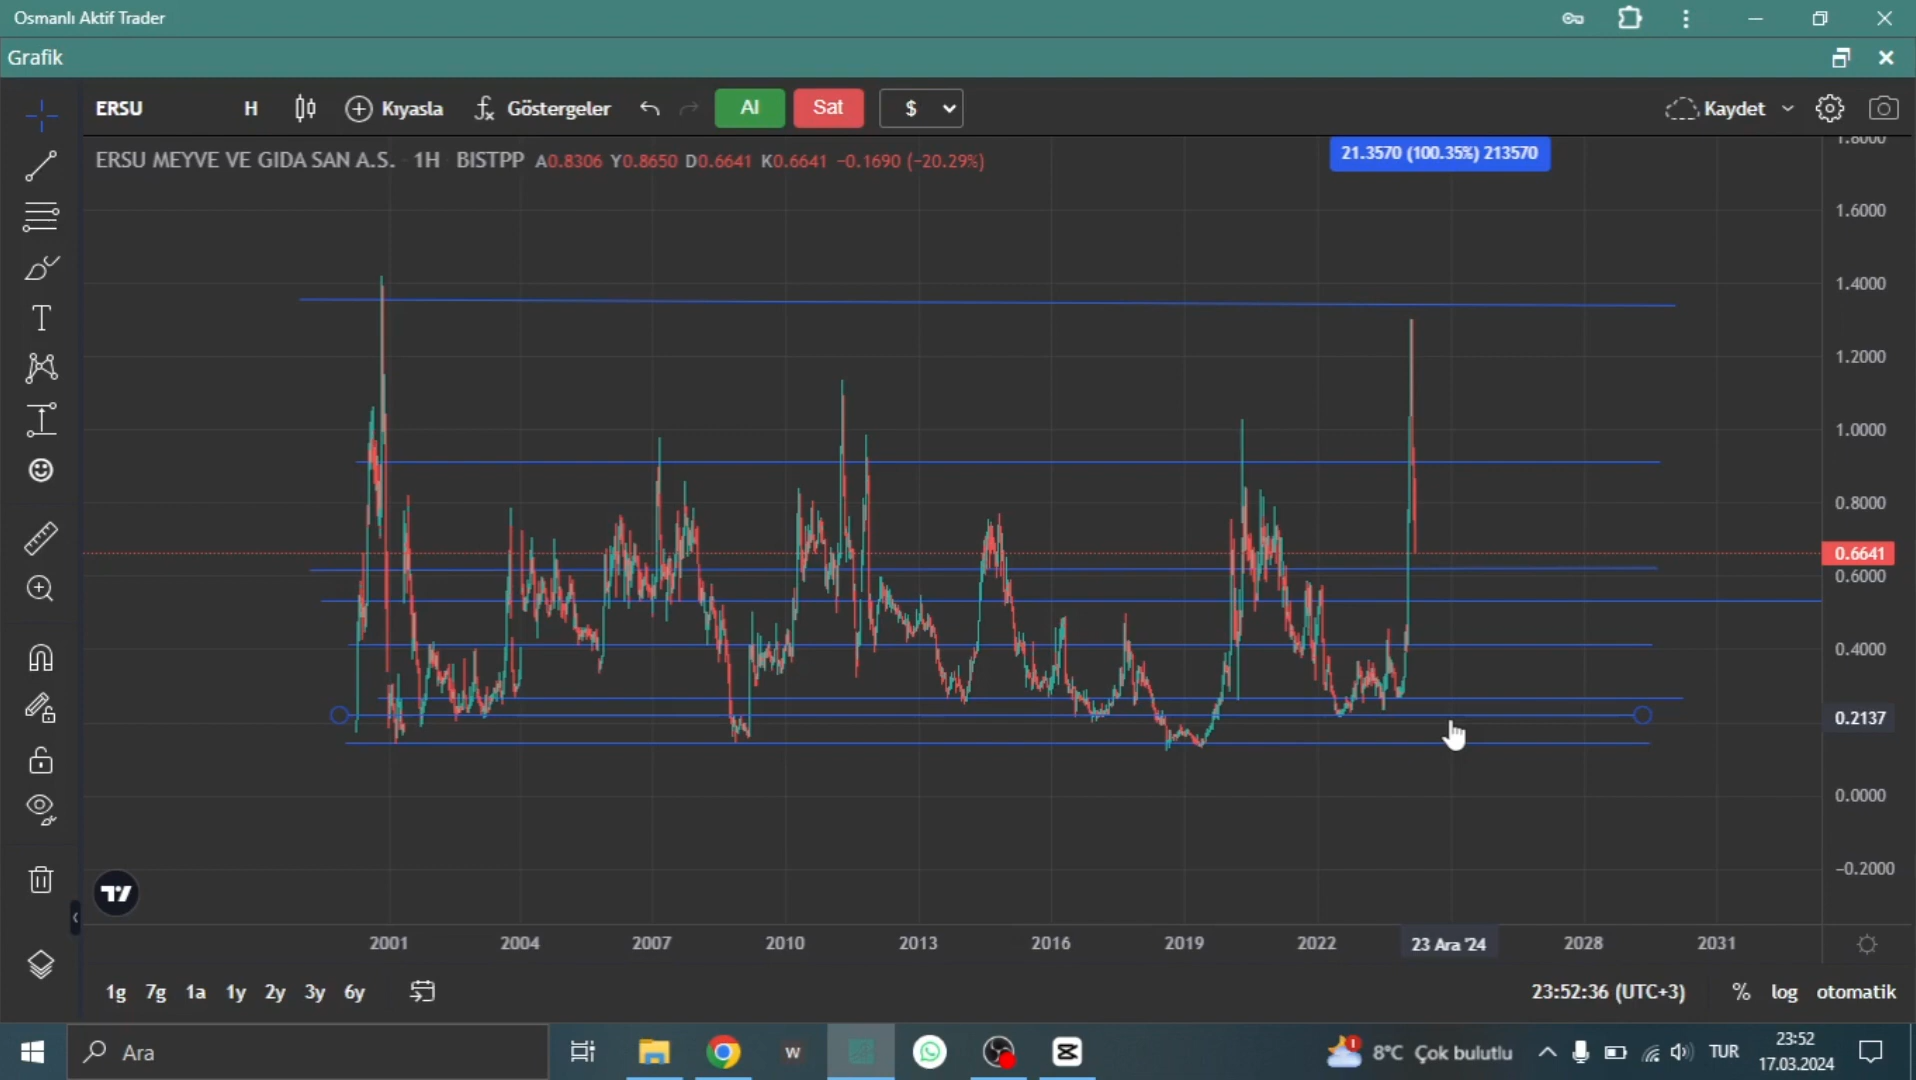 Osmanlı Aktif Trader
Grafik
ERSU H Kıyasla Göstergeler Al Sat $ Kaydet
ERSU MEYVE VE GIDA SAN A.S. 1H BISTPP A0.8306 Y0.8650 D0.6641 K0.6641 −0.1690 (−20.29%)
21.3570 (100.35%) 213570
1.8000
1.6000
1.4000
1.2000
1.0000
0.8000
0.6641
0.6000
0.4000
0.2137
0.0000
−0.2000
2001 2004 2007 2010 2013 2016 2019 2022 23 Ara '24 2028 2031
1g 7g 1a 1y 2y 3y 6y 23:52:36 (UTC+3) % log otomatik
Ara W 8°C Çok bulutlu TUR 23:52
17.03.2024